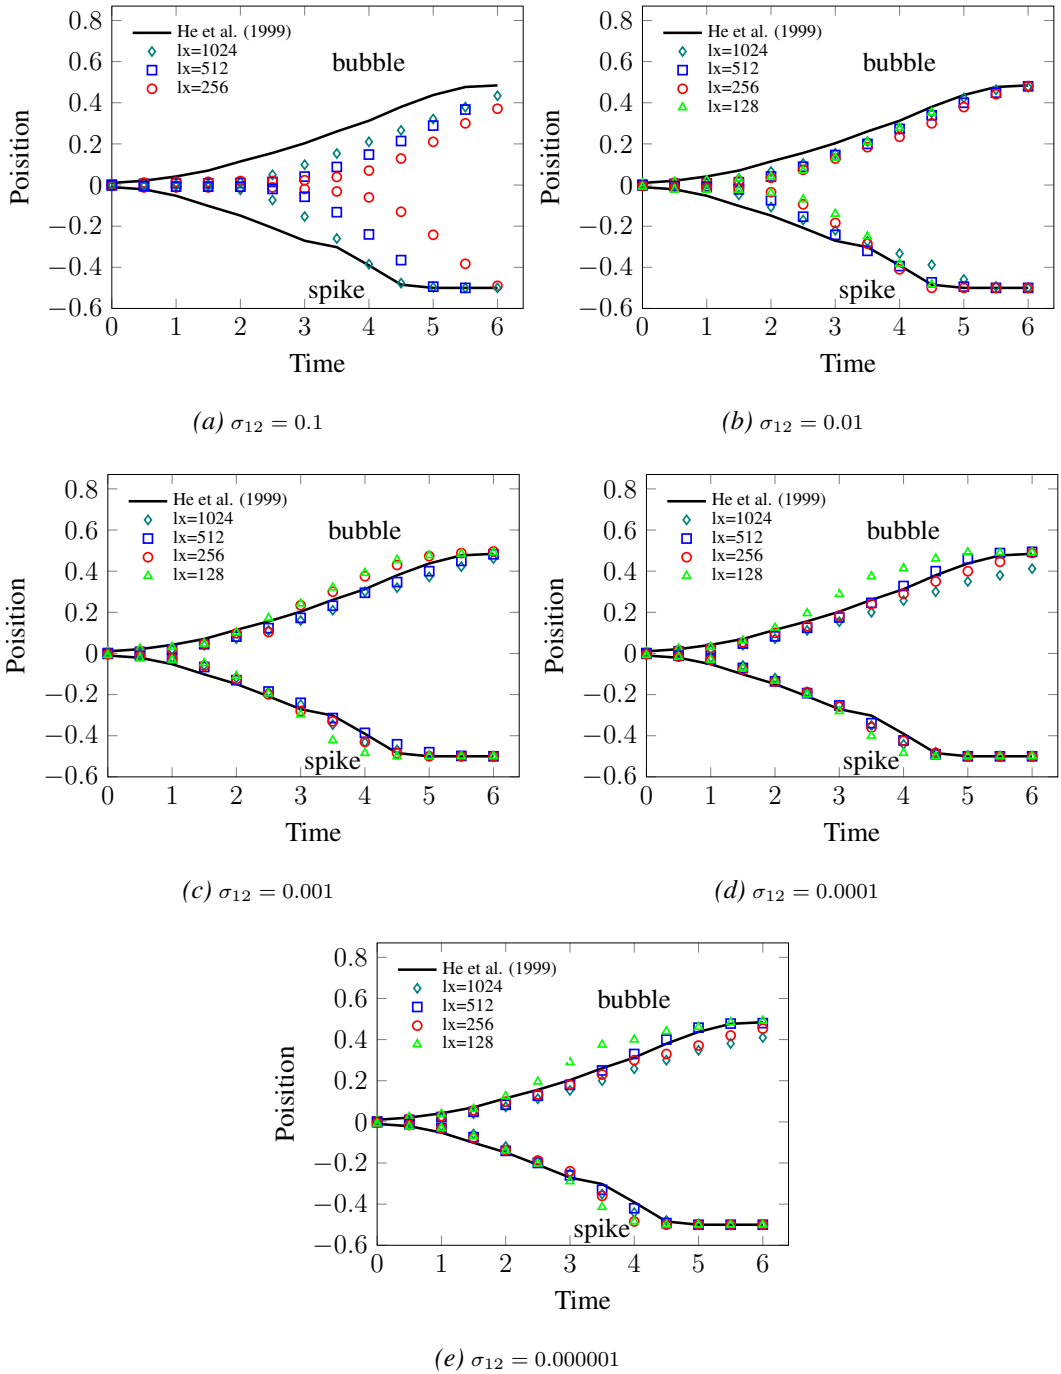 0.8
0.6
0.4
0.2
0
−0.2
−0.4
−0.6
Poisition
He et al. (1999)
lx=1024
lx=512
lx=256
bubble
spike
0 1 2 3 4 5 6
Time
(a) σ12 = 0.1
0.8
0.6
0.4
0.2
0
−0.2
−0.4
−0.6
Poisition
He et al. (1999)
lx=1024
lx=512
lx=256
lx=128
bubble
spike
0 1 2 3 4 5 6
Time
(b) σ12 = 0.01
0.8
0.6
0.4
0.2
0
−0.2
−0.4
−0.6
Poisition
He et al. (1999)
lx=1024
lx=512
lx=256
lx=128
bubble
spike
0 1 2 3 4 5 6
Time
(c) σ12 = 0.001
0.8
0.6
0.4
0.2
0
−0.2
−0.4
−0.6
Poisition
He et al. (1999)
lx=1024
lx=512
lx=256
lx=128
bubble
spike
0 1 2 3 4 5 6
Time
(d) σ12 = 0.0001
0.8
0.6
0.4
0.2
0
−0.2
−0.4
−0.6
Poisition
He et al. (1999)
lx=1024
lx=512
lx=256
lx=128
bubble
spike
0 1 2 3 4 5 6
Time
(e) σ12 = 0.000001